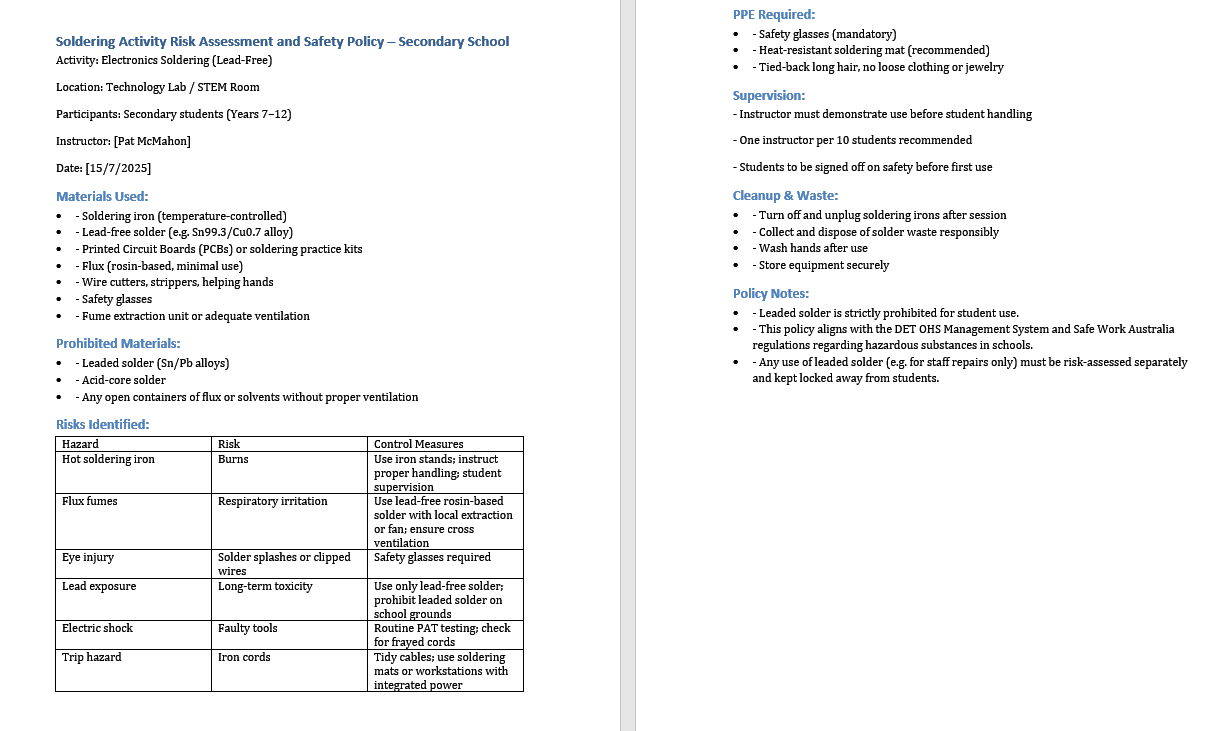 Soldering Activity Risk Assessment and Safety Policy – Secondary School
Activity: Electronics Soldering (Lead-Free)
Location: Technology Lab / STEM Room
Participants: Secondary students (Years 7–12)
Instructor: [Pat McMahon]
Date: [15/7/2025]
Materials Used:
• - Soldering iron (temperature-controlled)
• - Lead-free solder (e.g. Sn99.3/Cu0.7 alloy)
• - Printed Circuit Boards (PCBs) or soldering practice kits
• - Flux (rosin-based, minimal use)
• - Wire cutters, strippers, helping hands
• - Safety glasses
• - Fume extraction unit or adequate ventilation
Prohibited Materials:
• - Leaded solder (Sn/Pb alloys)
• - Acid-core solder
• - Any open containers of flux or solvents without proper ventilation
Risks Identified:
Hazard Risk Control Measures
Hot soldering iron Burns Use iron stands; instruct
proper handling; student
supervision
Flux fumes Respiratory irritation Use lead-free rosin-based
solder with local extraction
or fan; ensure cross
ventilation
Eye injury Solder splashes or clipped Safety glasses required
wires
Lead exposure Long-term toxicity Use only lead-free solder;
prohibit leaded solder on
school grounds
Electric shock Faulty tools Routine PAT testing; check
for frayed cords
Trip hazard Iron cords Tidy cables; use soldering
mats or workstations with
integrated power
PPE Required:
• - Safety glasses (mandatory)
• - Heat-resistant soldering mat (recommended)
• - Tied-back long hair, no loose clothing or jewelry
Supervision:
- Instructor must demonstrate use before student handling
- One instructor per 10 students recommended
- Students to be signed off on safety before first use
Cleanup & Waste:
• - Turn off and unplug soldering irons after session
• - Collect and dispose of solder waste responsibly
• - Wash hands after use
• - Store equipment securely
Policy Notes:
• - Leaded solder is strictly prohibited for student use.
• - This policy aligns with the DET OHS Management System and Safe Work Australia
regulations regarding hazardous substances in schools.
• - Any use of leaded solder (e.g. for staff repairs only) must be risk-assessed separately
and kept locked away from students.